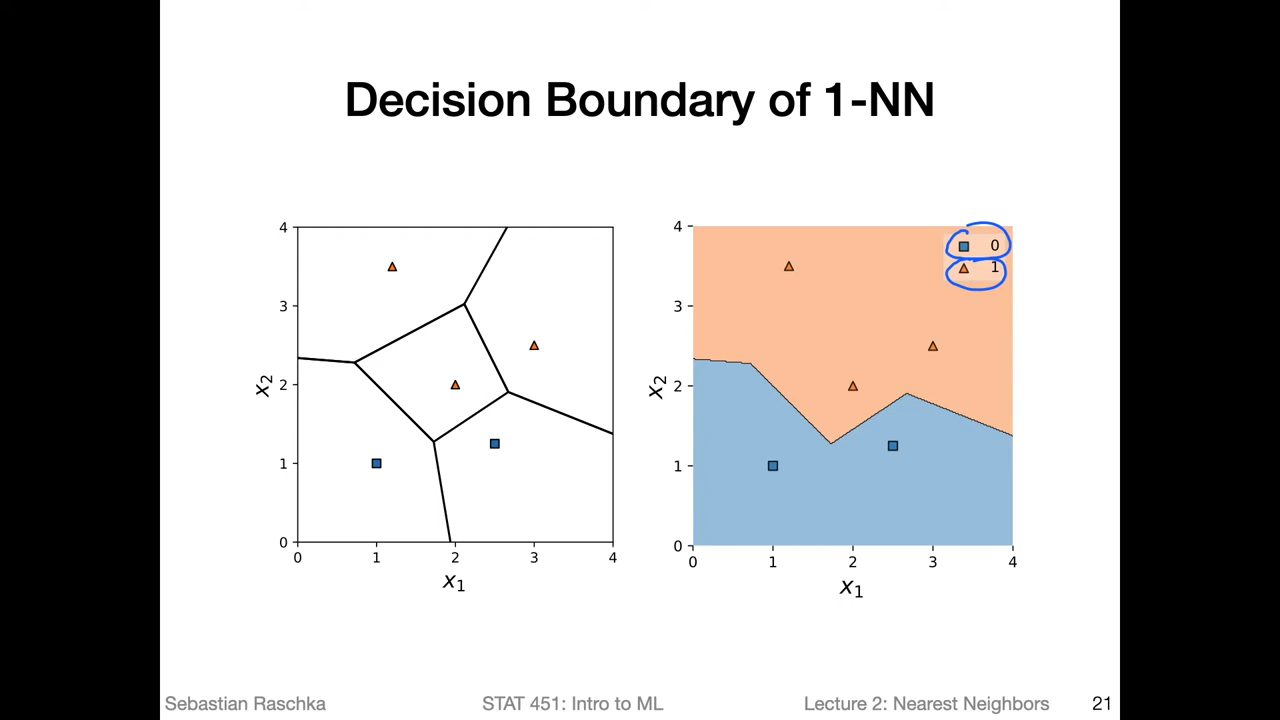 Decision Boundary of 1-NN
4
3
2
1
0
x2
0 1 2 3 4
x1
4
3
2
1
0
x2
0 1 2 3 4
x1
0
1
Sebastian Raschka STAT 451: Intro to ML Lecture 2: Nearest Neighbors 21